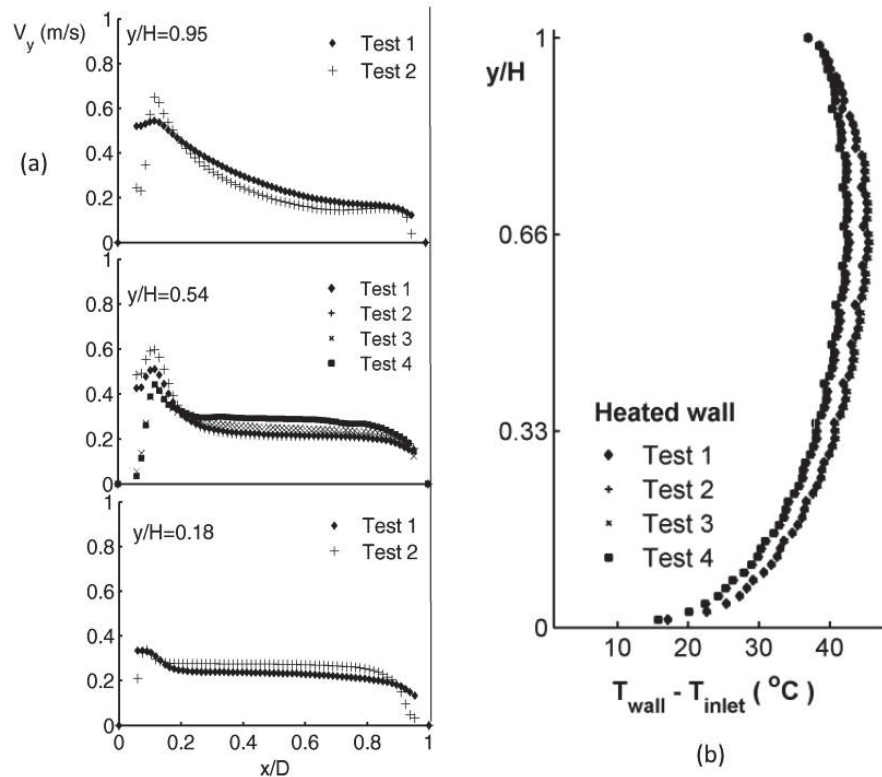 V_y (m/s)
1
0.8
0.6
0.4
0.2
0
y/H=0.95
Test 1
Test 2
(a)
1
0.8
0.6
0.4
0.2
0
y/H=0.54
Test 1
Test 2
Test 3
Test 4
1
0.8
0.6
0.4
0.2
0
y/H=0.18
Test 1
Test 2
0 0.2 0.4 0.6 0.8 1
x/D
1
y/H
0.66
0.33
0
Heated wall
Test 1
Test 2
Test 3
Test 4
10 20 30 40
T_wall - T_inlet ( °C)
(b)